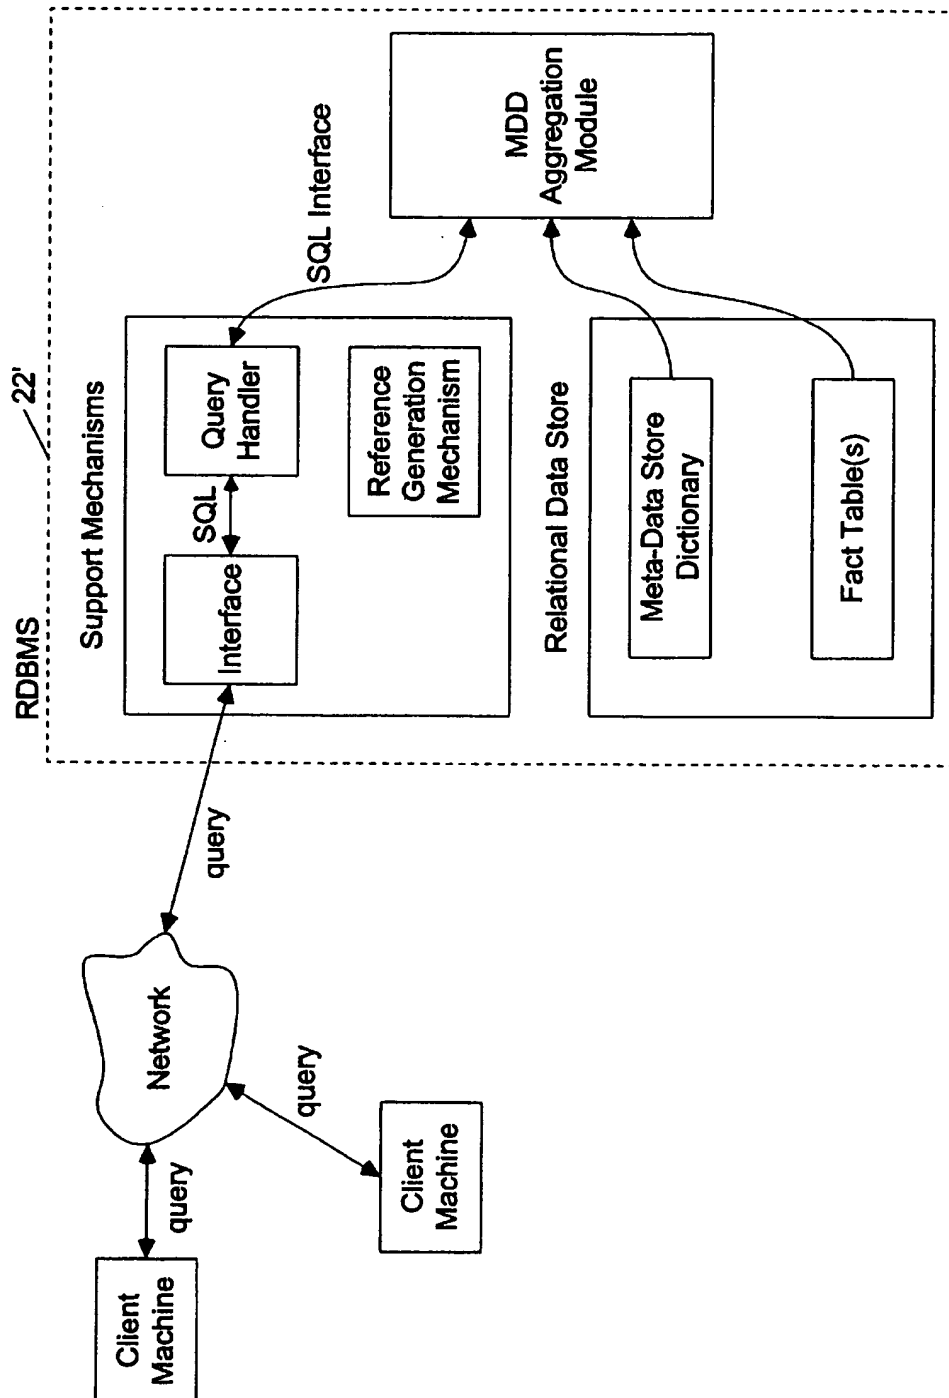 RDBMS
22'
Support Mechanisms
Interface
SQL
Query
Handler
Reference
Generation
Mechanism
SQL Interface
MDD
Aggregation
Module
Relational Data Store
Meta-Data Store
Dictionary
Fact Table(s)
query
Network
query
query
Client
Machine
Client
Machine